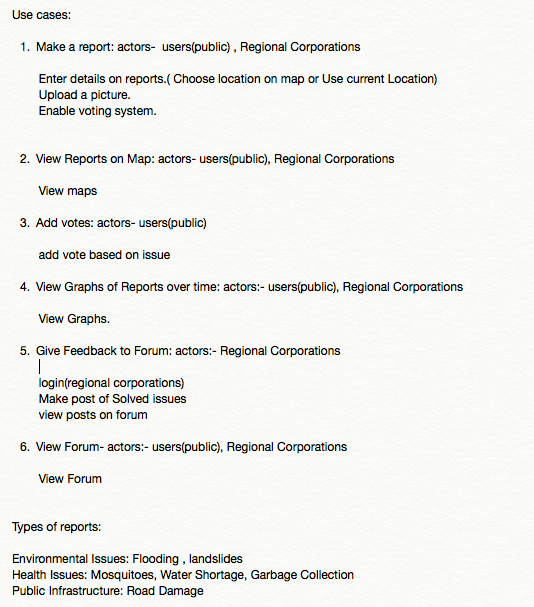 Use cases:
1. Make a report: actors- users(public) , Regional Corporations
Enter details on reports.( Choose location on map or Use current Location)
Upload a picture.
Enable voting system.
2. View Reports on Map: actors- users(public), Regional Corporations
View maps
3. Add votes: actors- users(public)
add vote based on issue
4. View Graphs of Reports over time: actors:- users(public), Regional Corporations
View Graphs.
5. Give Feedback to Forum: actors:- Regional Corporations
login(regional corporations)
Make post of Solved issues
view posts on forum
6. View Forum- actors:- users(public), Regional Corporations
View Forum
Types of reports:
Environmental Issues: Flooding , landslides
Health Issues: Mosquitoes, Water Shortage, Garbage Collection
Public Infrastructure: Road Damage